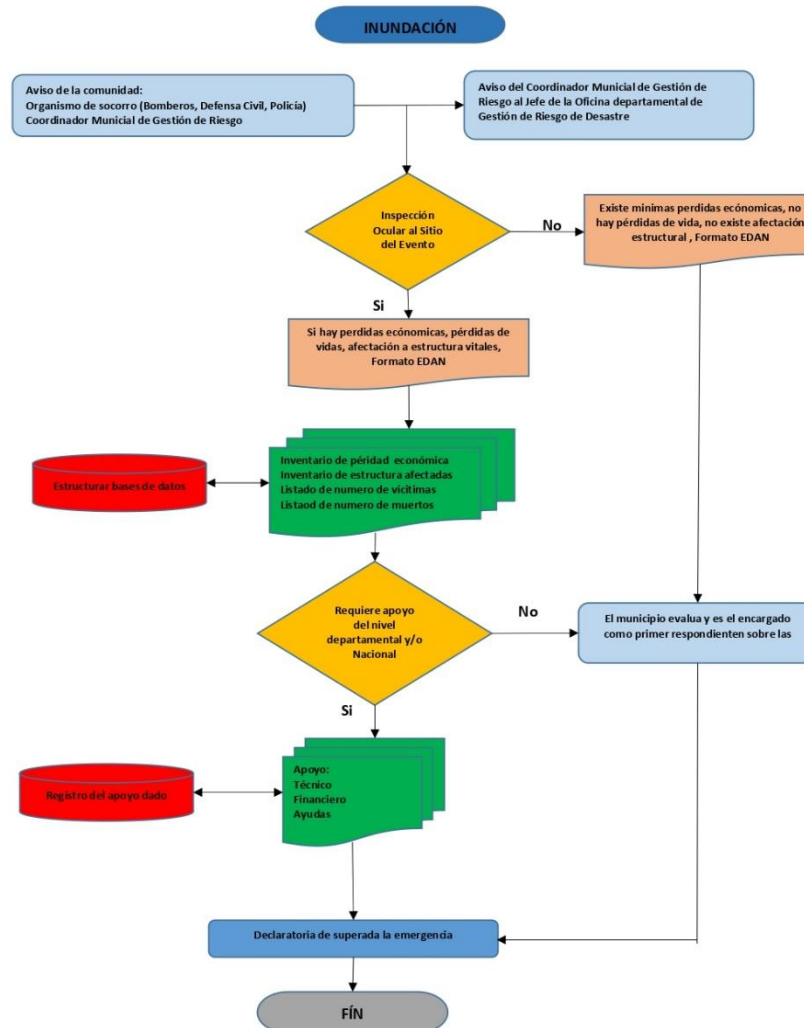 INUNDACIÓN
Aviso de la comunidad:
Organismo de socorro (Bomberos, Defensa Civil, Policía)
Coordinador Municial de Gestión de Riesgo
Aviso del Coordinador Municial de Gestión de
Riesgo al Jefe de la Oficina departamental de
Gestión de Riesgo de Desastre
Inspección
Ocular al Sitio
del Evento
No
Existe minimas perdidas ecónomicas, no
hay pérdidas de vida, no existe afectación
estructural , Formato EDAN
Si
Si hay perdidas ecónomicas, pérdidas de
vidas, afectación a estructura vitales,
Formato EDAN
Estructurar bases de datos
Inventario de péridad económica
Inventario de estructura afectadas
Listado de numero de vícitimas
Listaod de numero de muertos
Requiere apoyo
del nivel
departamental y/o
Nacional
No
El municipio evalua y es el encargado
como primer respondienten sobre las
Si
Registro del apoyo dado
Apoyo:
Técnico
Financiero
Ayudas
Declaratoria de superada la emergencia
FÍN